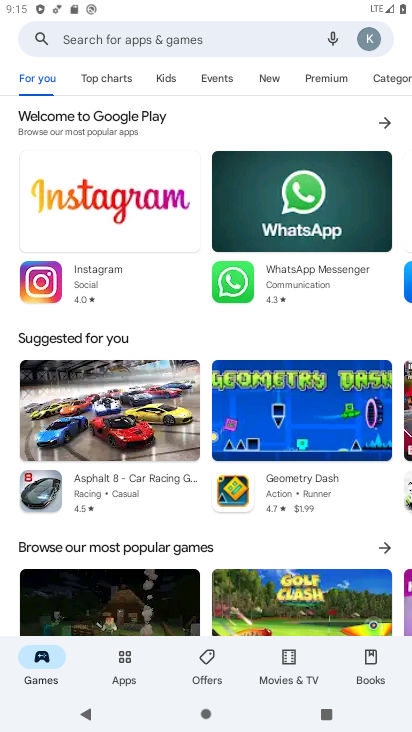 9:15
LTE
Search for apps & games
K
For you
Top charts
Kids
Events
New
Premium
Categor
Welcome to Google Play
Browse our most popular apps
Instagram
WhatsApp
Instagram
Social
4.0 ★
WhatsApp Messenger
Communication
4.3 ★
Suggested for you
GEOMETRY DASH
8
Asphalt 8 - Car Racing G...
Racing • Casual
4.5 ★
Geometry Dash
Action • Runner
4.7 ★ $1.99
Browse our most popular games
GOLF
CLASH
Games
Apps
Offers
Movies & TV
Books